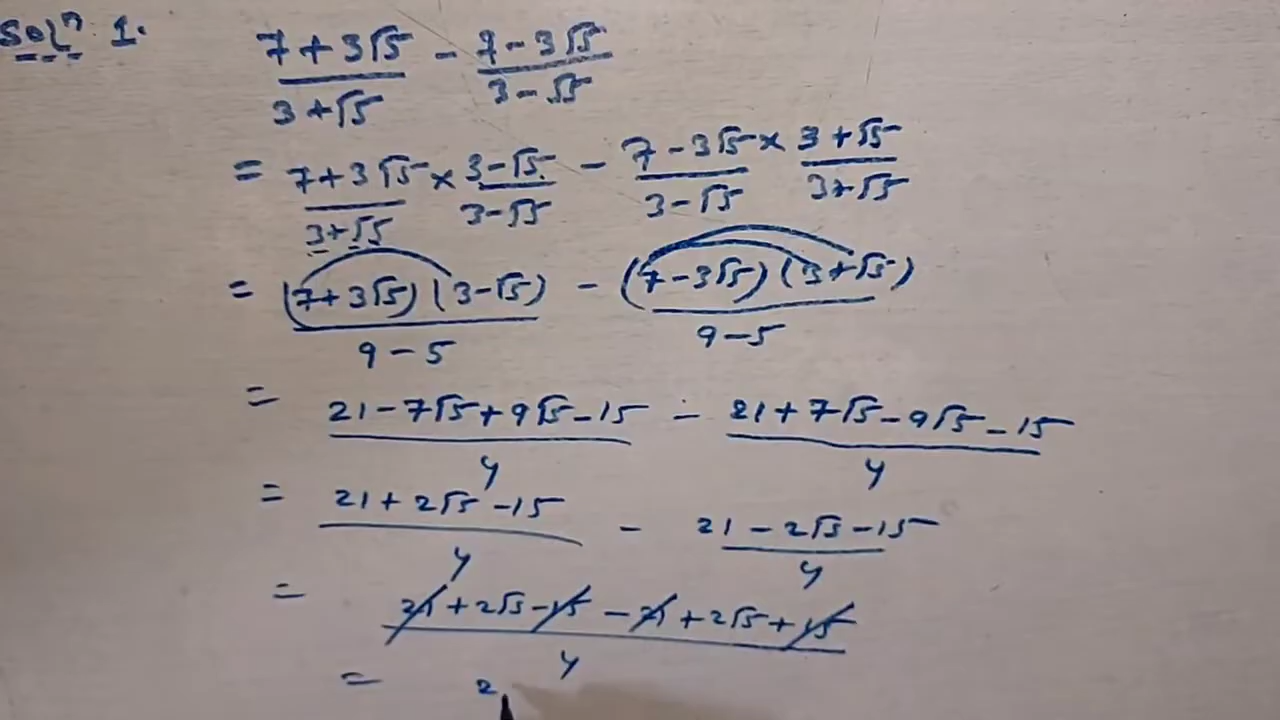 Solⁿ 1. (7+3√5)/(3+√5) - (7-3√5)/(3-√5)
= (7+3√5)/(3+√5) × (3-√5)/(3-√5) - (7-3√5)/(3-√5) × (3+√5)/(3+√5)
= (7+3√5)(3-√5)/(9-5) - (7-3√5)(3+√5)/(9-5)
= (21-7√5+9√5-15)/4 - (21+7√5-9√5-15)/4
= (21+2√5-15)/4 - (21-2√5-15)/4
= (21+2√5-15-21+2√5+15)/4
= 2